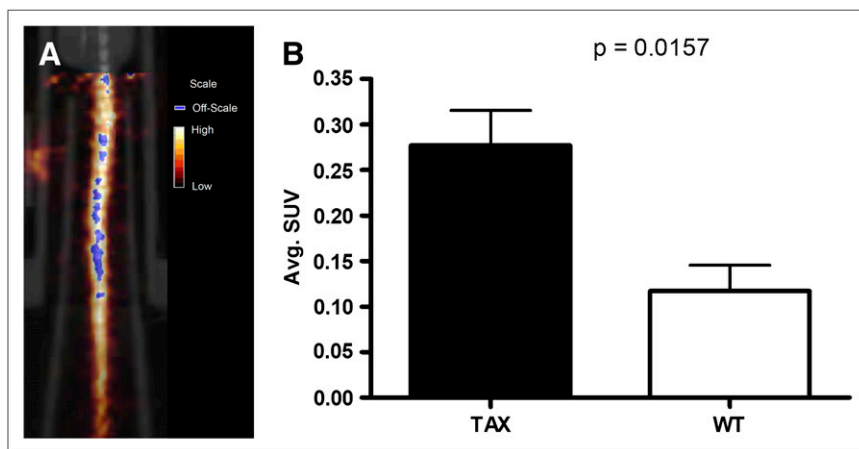 A
Scale
Off-Scale
High
Low
B
p = 0.0157
Avg. SUV
0.35
0.30
0.25
0.20
0.15
0.10
0.05
0.00
TAX
WT